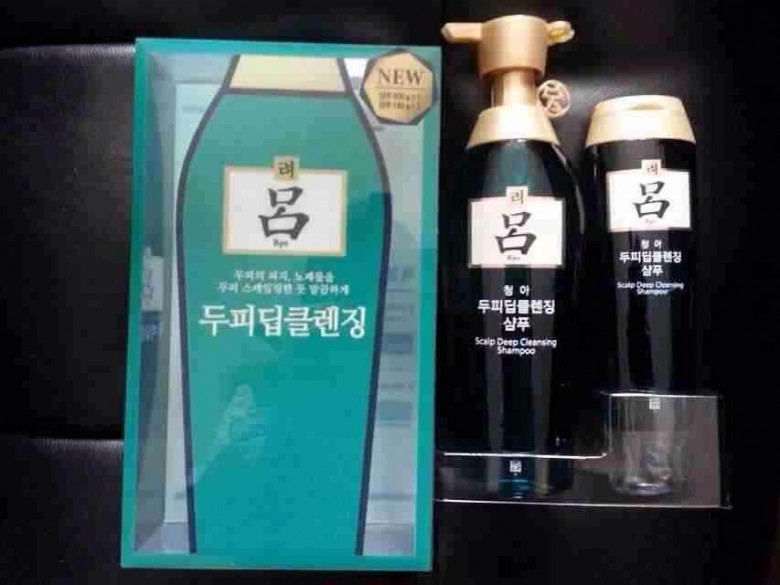 NEW
려
呂
Ryo
두피의 피지, 노폐물을
두피 스케일링한 듯 말끔하게
두피딥클렌징
려
呂
Ryo
청아
두피딥클렌징
샴푸
Scalp Deep Cleansing
Shampoo
려
呂
Ryo
청아
두피딥클렌징
샴푸
Scalp Deep Cleansing
Shampoo